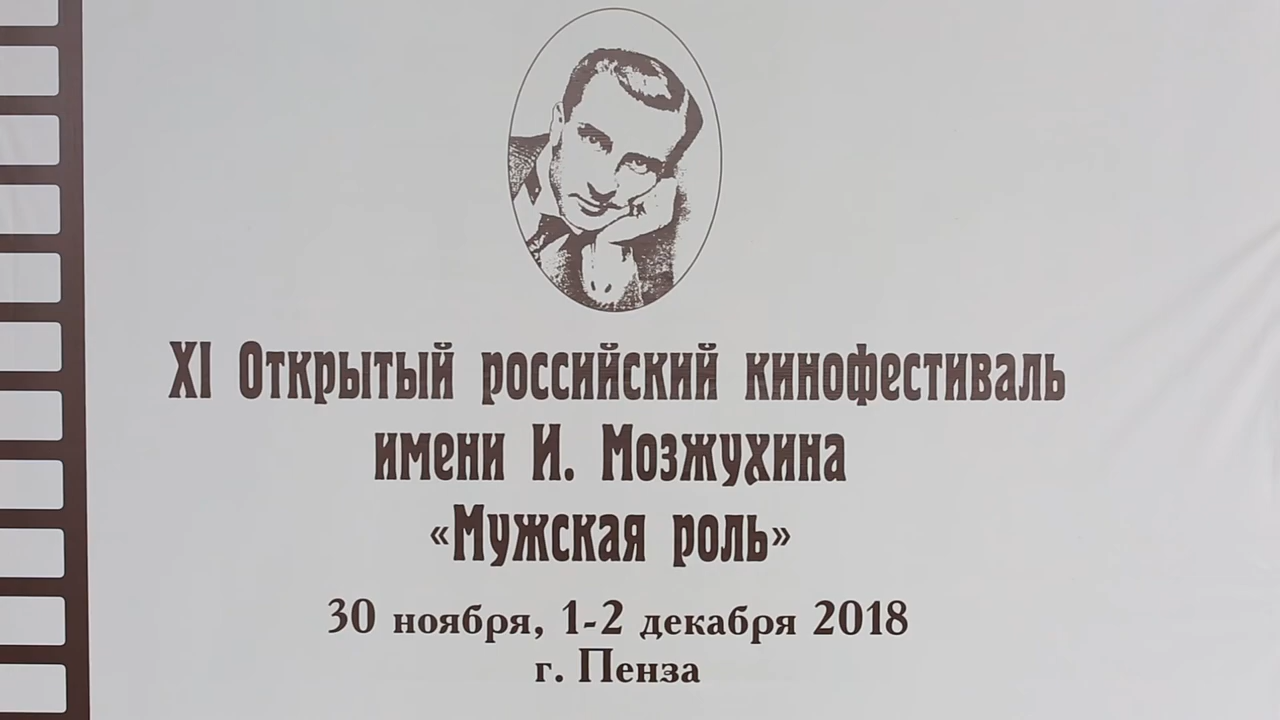 XI Открытый российский кинофестиваль
имени И. Мозжухина
«Мужская роль»
30 ноября, 1-2 декабря 2018
г. Пенза